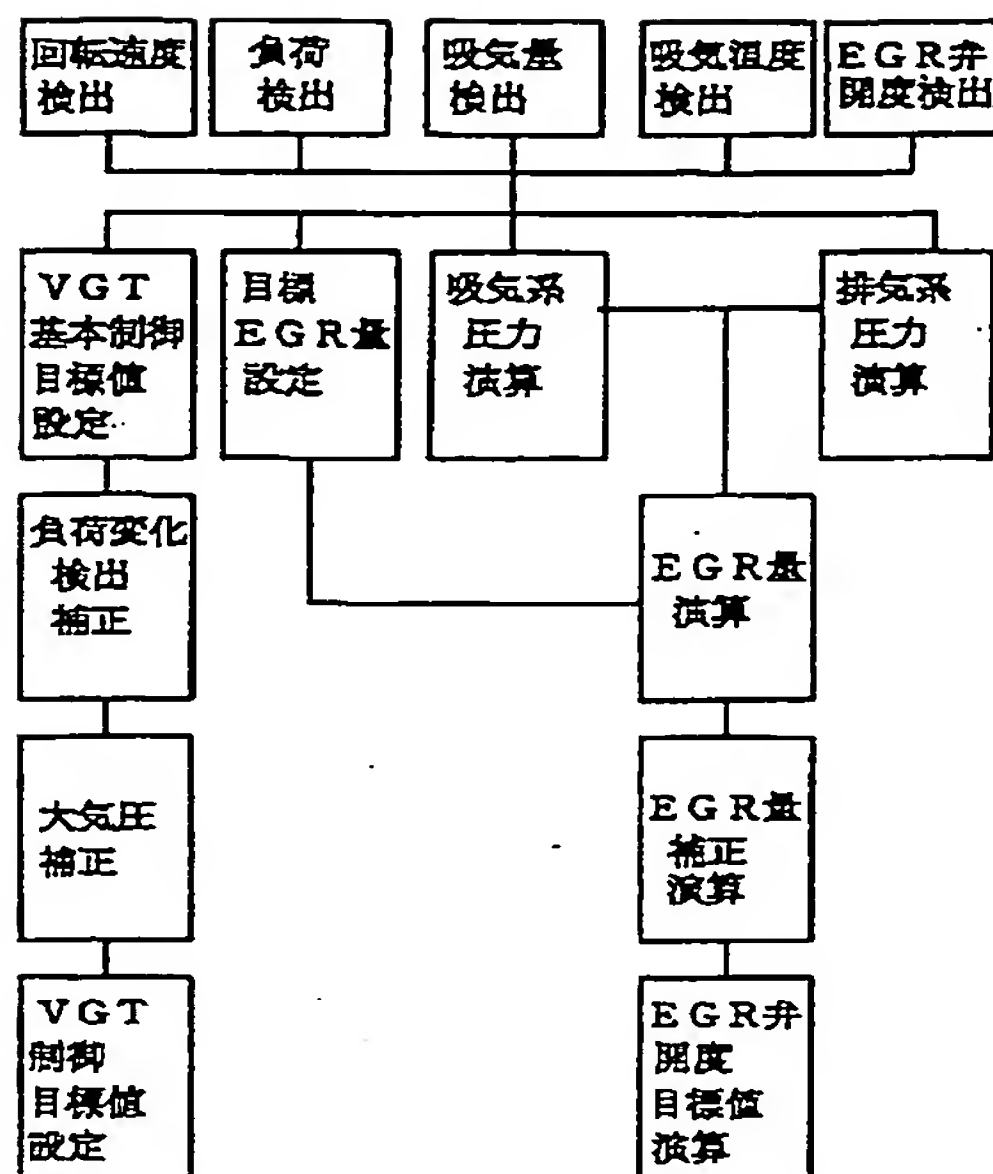 回転速度
検出
負荷
検出
吸気量
検出
吸気温度
検出
EGR弁
開度検出
VGT
基本制御
目標値
設定
目標
EGR量
設定
吸気系
圧力
演算
排気系
圧力
演算
負荷変化
検出
補正
EGR量
演算
大気圧
補正
EGR量
補正
演算
VGT
制御
目標値
設定
EGR弁
開度
目標値
演算